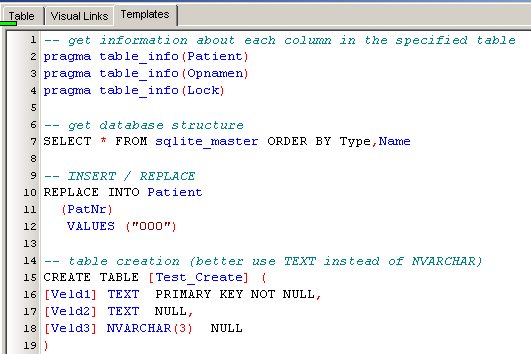 Table Visual Links Templates
1 -- get information about each column in the specified table
2 pragma table_info(Patient)
3 pragma table_info(Opnamen)
4 pragma table_info(Lock)
5
6 -- get database structure
7 SELECT * FROM sqlite_master ORDER BY Type,Name
8
9 -- INSERT / REPLACE
10 REPLACE INTO Patient
11 (PatNr)
12 VALUES ("000")
13
14 -- table creation (better use TEXT instead of NVARCHAR)
15 CREATE TABLE [Test_Create] (
16 [Veld1] TEXT PRIMARY KEY NOT NULL,
17 [Veld2] TEXT NULL,
18 [Veld3] NVARCHAR(3) NULL
19 )